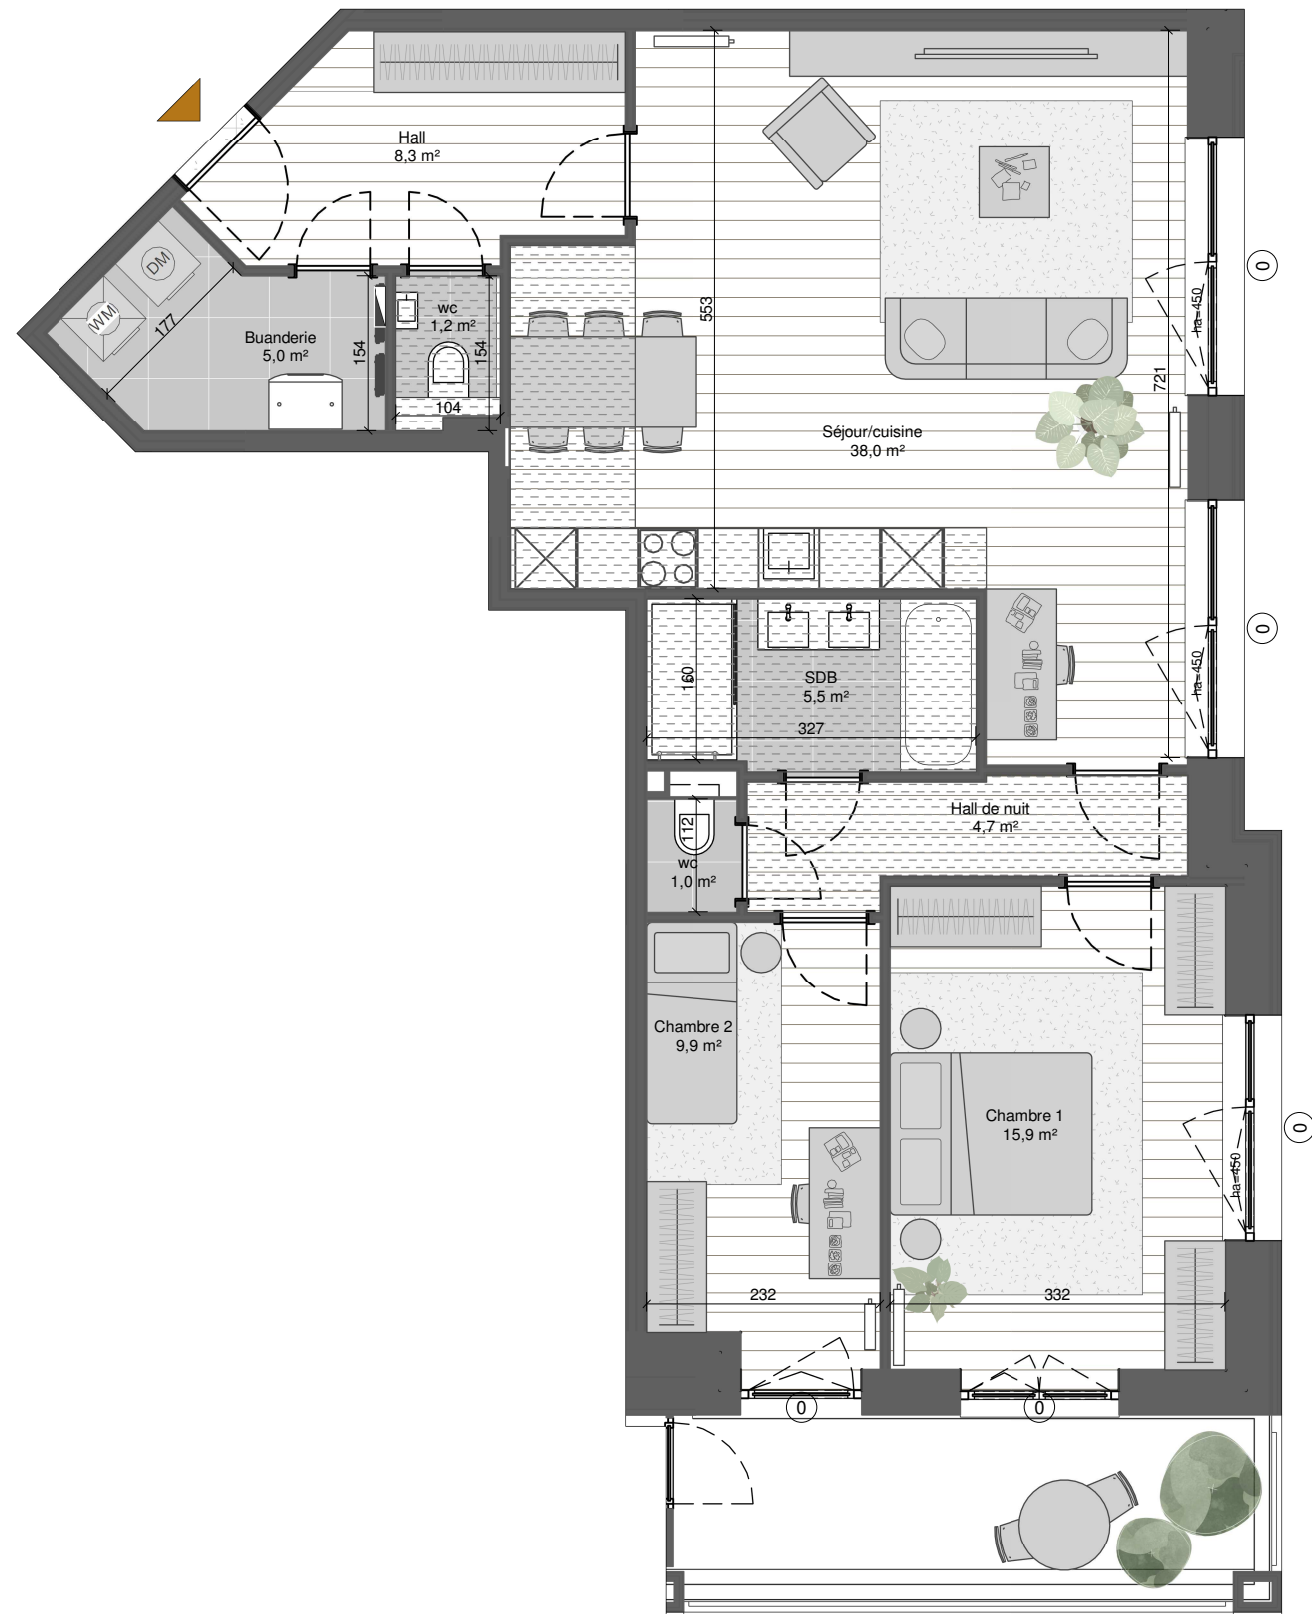 Hall
8,3 m²
DM
WM
177
Buanderie
5,0 m²
154
wc
1,2 m²
154
104
553
ha=450
0
721
Séjour/cuisine
38,0 m²
0
ha=450
160
SDB
5,5 m²
327
Hall de nuit
4,7 m²
112
wc
1,0 m²
Chambre 2
9,9 m²
Chambre 1
15,9 m²
0
ha=450
232
332
0
0